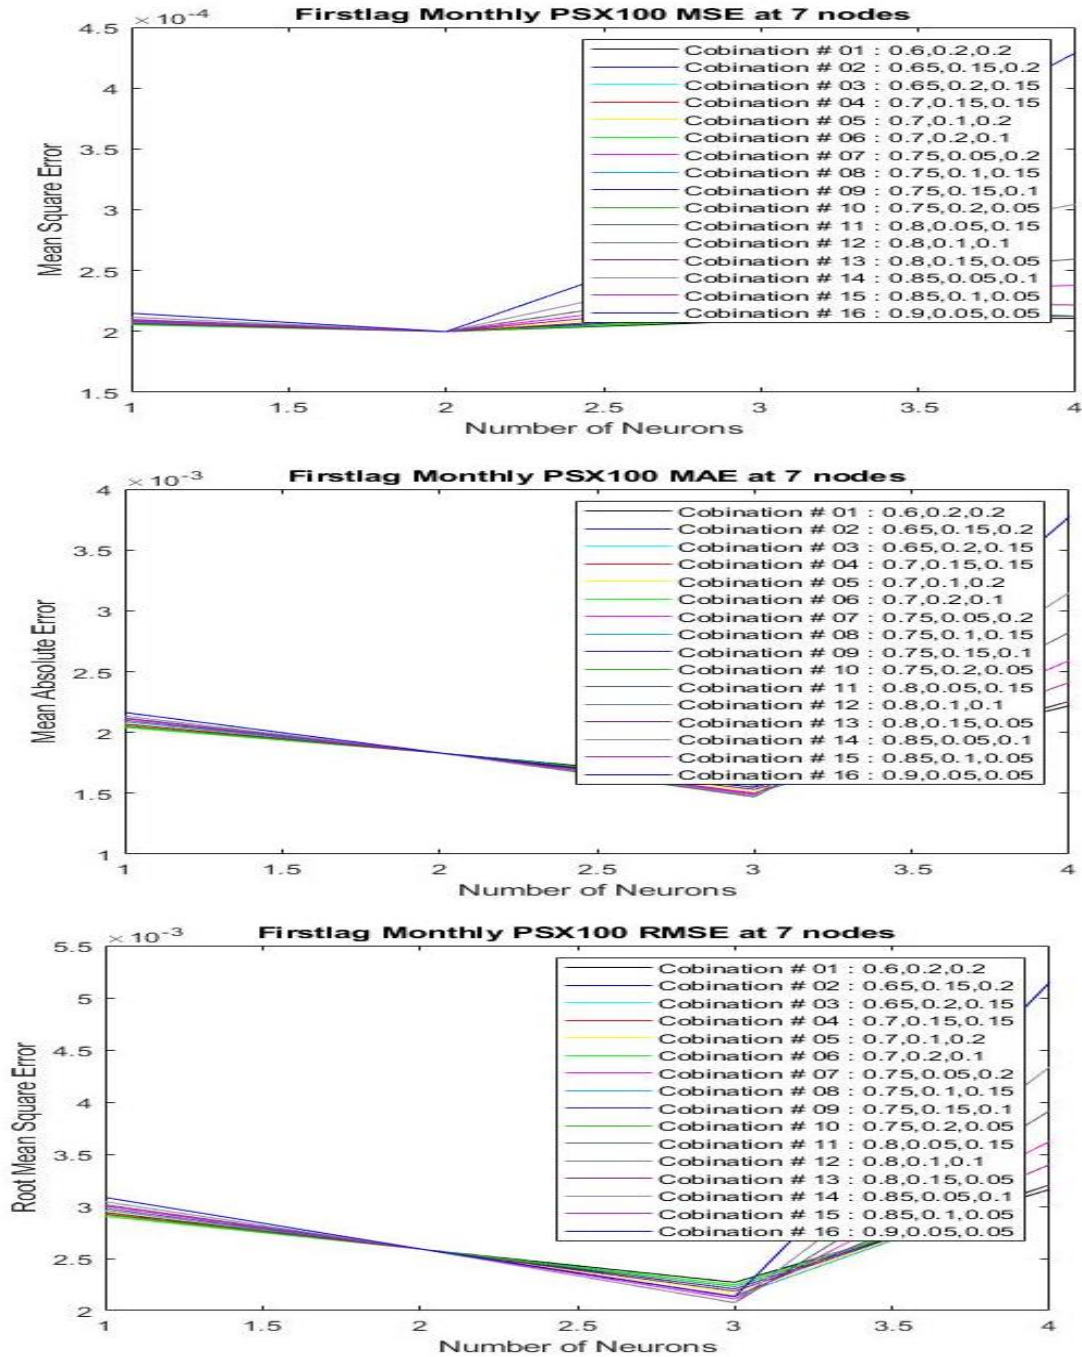 Firstlag Monthly PSX100 MSE at 7 nodes
× 10-4
4.5
4
3.5
3
2.5
2
1.5
Mean Square Error
Cobination # 01 : 0.6,0.2,0.2
Cobination # 02 : 0.65,0.15,0.2
Cobination # 03 : 0.65,0.2,0.15
Cobination # 04 : 0.7,0.15,0.15
Cobination # 05 : 0.7,0.1,0.2
Cobination # 06 : 0.7,0.2,0.1
Cobination # 07 : 0.75,0.05,0.2
Cobination # 08 : 0.75,0.1,0.15
Cobination # 09 : 0.75,0.15,0.1
Cobination # 10 : 0.75,0.2,0.05
Cobination # 11 : 0.8,0.05,0.15
Cobination # 12 : 0.8,0.1,0.1
Cobination # 13 : 0.8,0.15,0.05
Cobination # 14 : 0.85,0.05,0.1
Cobination # 15 : 0.85,0.1,0.05
Cobination # 16 : 0.9,0.05,0.05
1 1.5 2 2.5 3 3.5 4
Number of Neurons
Firstlag Monthly PSX100 MAE at 7 nodes
× 10-3
4
3.5
3
2.5
2
1.5
1
Mean Absolute Error
Cobination # 01 : 0.6,0.2,0.2
Cobination # 02 : 0.65,0.15,0.2
Cobination # 03 : 0.65,0.2,0.15
Cobination # 04 : 0.7,0.15,0.15
Cobination # 05 : 0.7,0.1,0.2
Cobination # 06 : 0.7,0.2,0.1
Cobination # 07 : 0.75,0.05,0.2
Cobination # 08 : 0.75,0.1,0.15
Cobination # 09 : 0.75,0.15,0.1
Cobination # 10 : 0.75,0.2,0.05
Cobination # 11 : 0.8,0.05,0.15
Cobination # 12 : 0.8,0.1,0.1
Cobination # 13 : 0.8,0.15,0.05
Cobination # 14 : 0.85,0.05,0.1
Cobination # 15 : 0.85,0.1,0.05
Cobination # 16 : 0.9,0.05,0.05
1 1.5 2 2.5 3 3.5 4
Number of Neurons
Firstlag Monthly PSX100 RMSE at 7 nodes
× 10-3
5.5
5
4.5
4
3.5
3
2.5
2
Root Mean Square Error
Cobination # 01 : 0.6,0.2,0.2
Cobination # 02 : 0.65,0.15,0.2
Cobination # 03 : 0.65,0.2,0.15
Cobination # 04 : 0.7,0.15,0.15
Cobination # 05 : 0.7,0.1,0.2
Cobination # 06 : 0.7,0.2,0.1
Cobination # 07 : 0.75,0.05,0.2
Cobination # 08 : 0.75,0.1,0.15
Cobination # 09 : 0.75,0.15,0.1
Cobination # 10 : 0.75,0.2,0.05
Cobination # 11 : 0.8,0.05,0.15
Cobination # 12 : 0.8,0.1,0.1
Cobination # 13 : 0.8,0.15,0.05
Cobination # 14 : 0.85,0.05,0.1
Cobination # 15 : 0.85,0.1,0.05
Cobination # 16 : 0.9,0.05,0.05
1 1.5 2 2.5 3 3.5 4
Number of Neurons